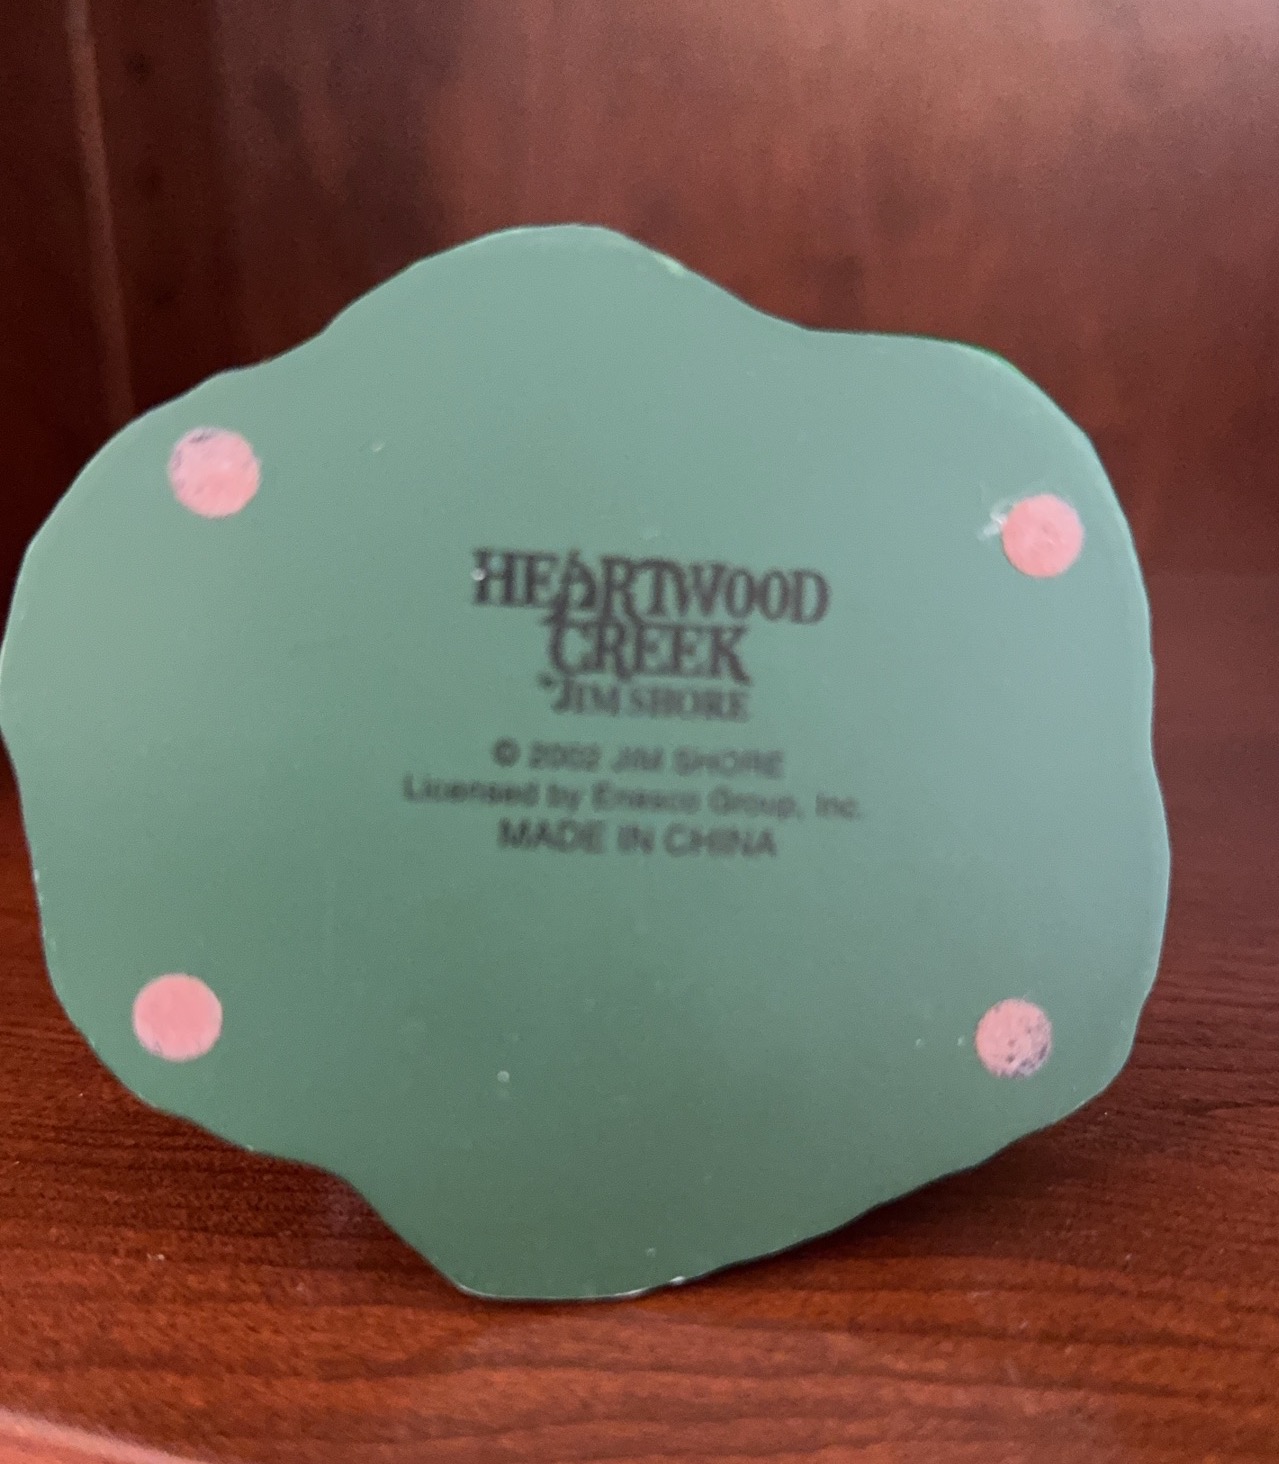 HEARTWOOD
CREEK
by JIM SHORE
© 2002 JIM SHORE
Licensed by Enesco Group, Inc.
MADE IN CHINA